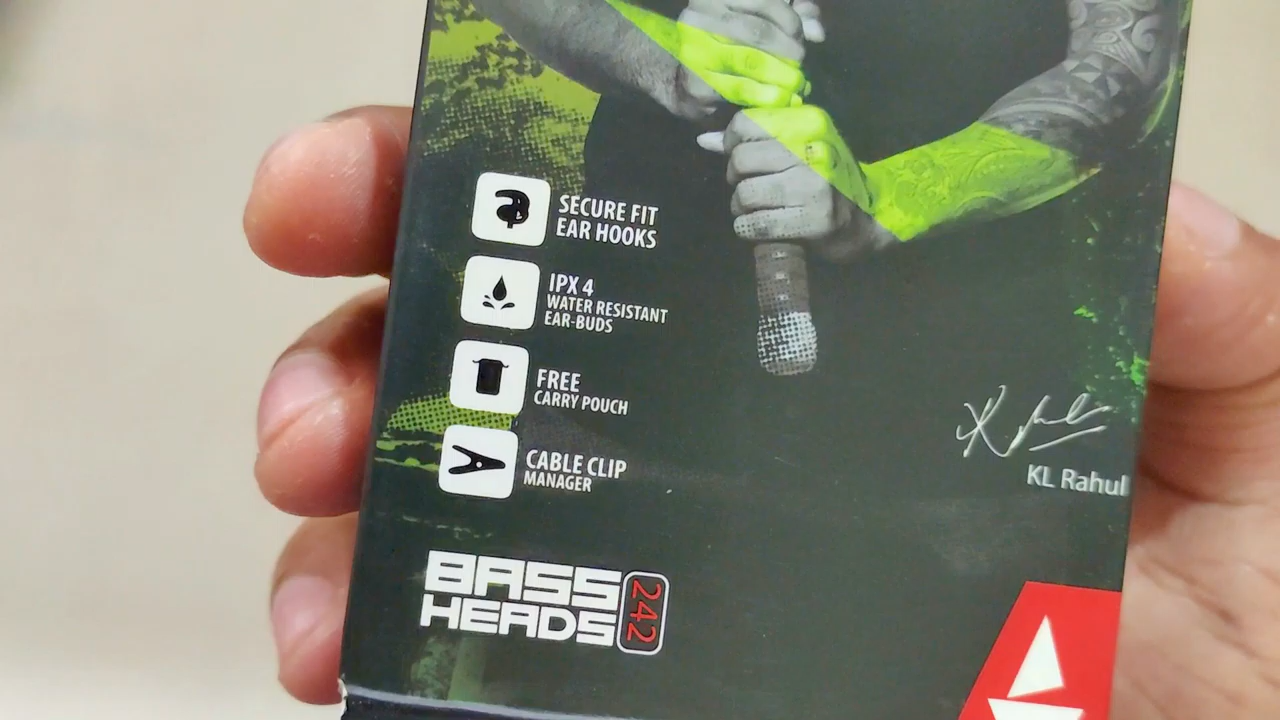 SECURE FIT
EAR HOOKS
IPX 4
WATER RESISTANT
EAR-BUDS
FREE
CARRY POUCH
CABLE CLIP
MANAGER
KL Rahul
BASS
HEADS
242